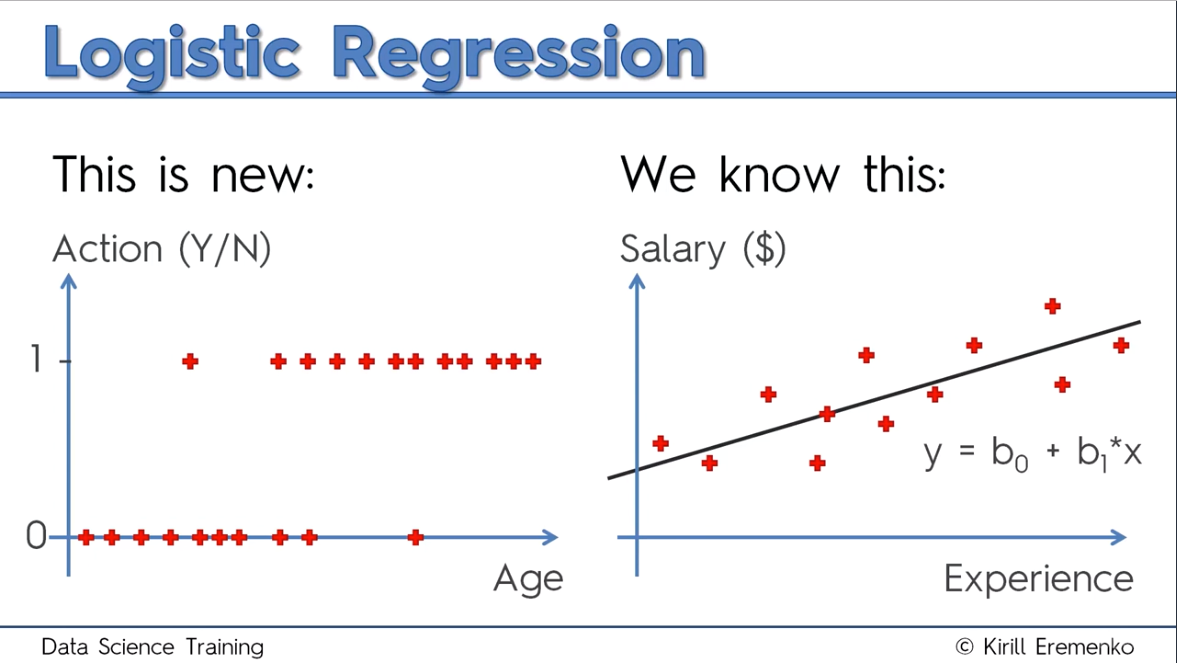 Logistic Regression
This is new:
Action (Y/N)
1
0
Age
We know this:
Salary ($)
y = b₀ + b₁*x
Experience
Data Science Training
© Kirill Eremenko